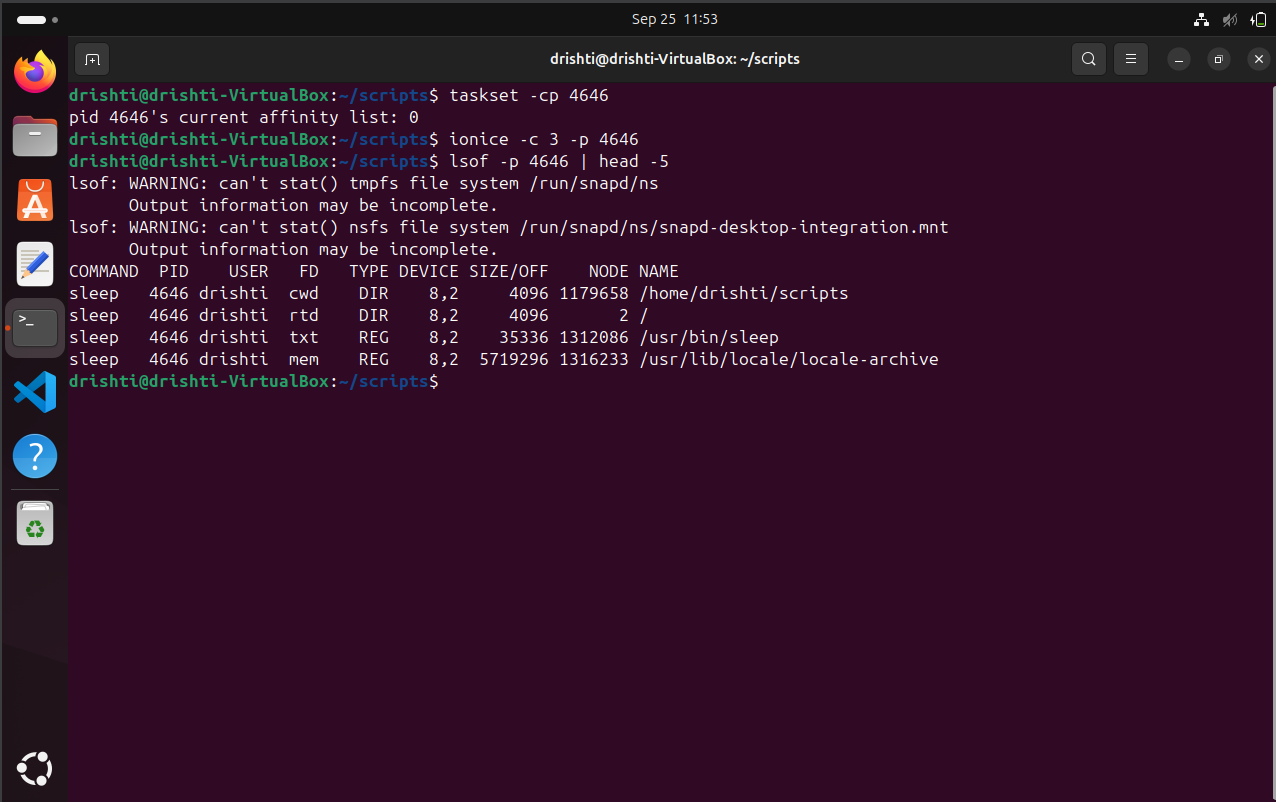 Sep 25 11:53
drishti@drishti-VirtualBox: ~/scripts
drishti@drishti-VirtualBox:~/scripts$ taskset -cp 4646
pid 4646's current affinity list: 0
drishti@drishti-VirtualBox:~/scripts$ ionice -c 3 -p 4646
drishti@drishti-VirtualBox:~/scripts$ lsof -p 4646 | head -5
lsof: WARNING: can't stat() tmpfs file system /run/snapd/ns
      Output information may be incomplete.
lsof: WARNING: can't stat() nsfs file system /run/snapd/ns/snapd-desktop-integration.mnt
      Output information may be incomplete.
COMMAND  PID    USER   FD   TYPE DEVICE SIZE/OFF    NODE NAME
sleep   4646 drishti  cwd    DIR    8,2     4096 1179658 /home/drishti/scripts
sleep   4646 drishti  rtd    DIR    8,2     4096       2 /
sleep   4646 drishti  txt    REG    8,2    35336 1312086 /usr/bin/sleep
sleep   4646 drishti  mem    REG    8,2  5719296 1316233 /usr/lib/locale/locale-archive
drishti@drishti-VirtualBox:~/scripts$